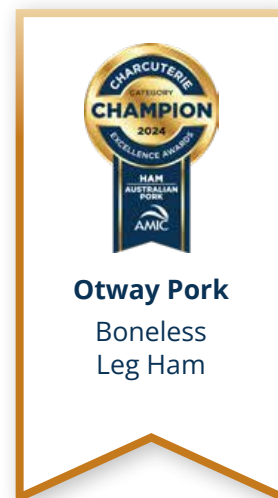 CHARCUTERIE
CATEGORY
CHAMPION
2024
EXCELLENCE AWARDS
HAM
AUSTRALIAN
PORK
AMIC
Otway Pork
Boneless
Leg Ham